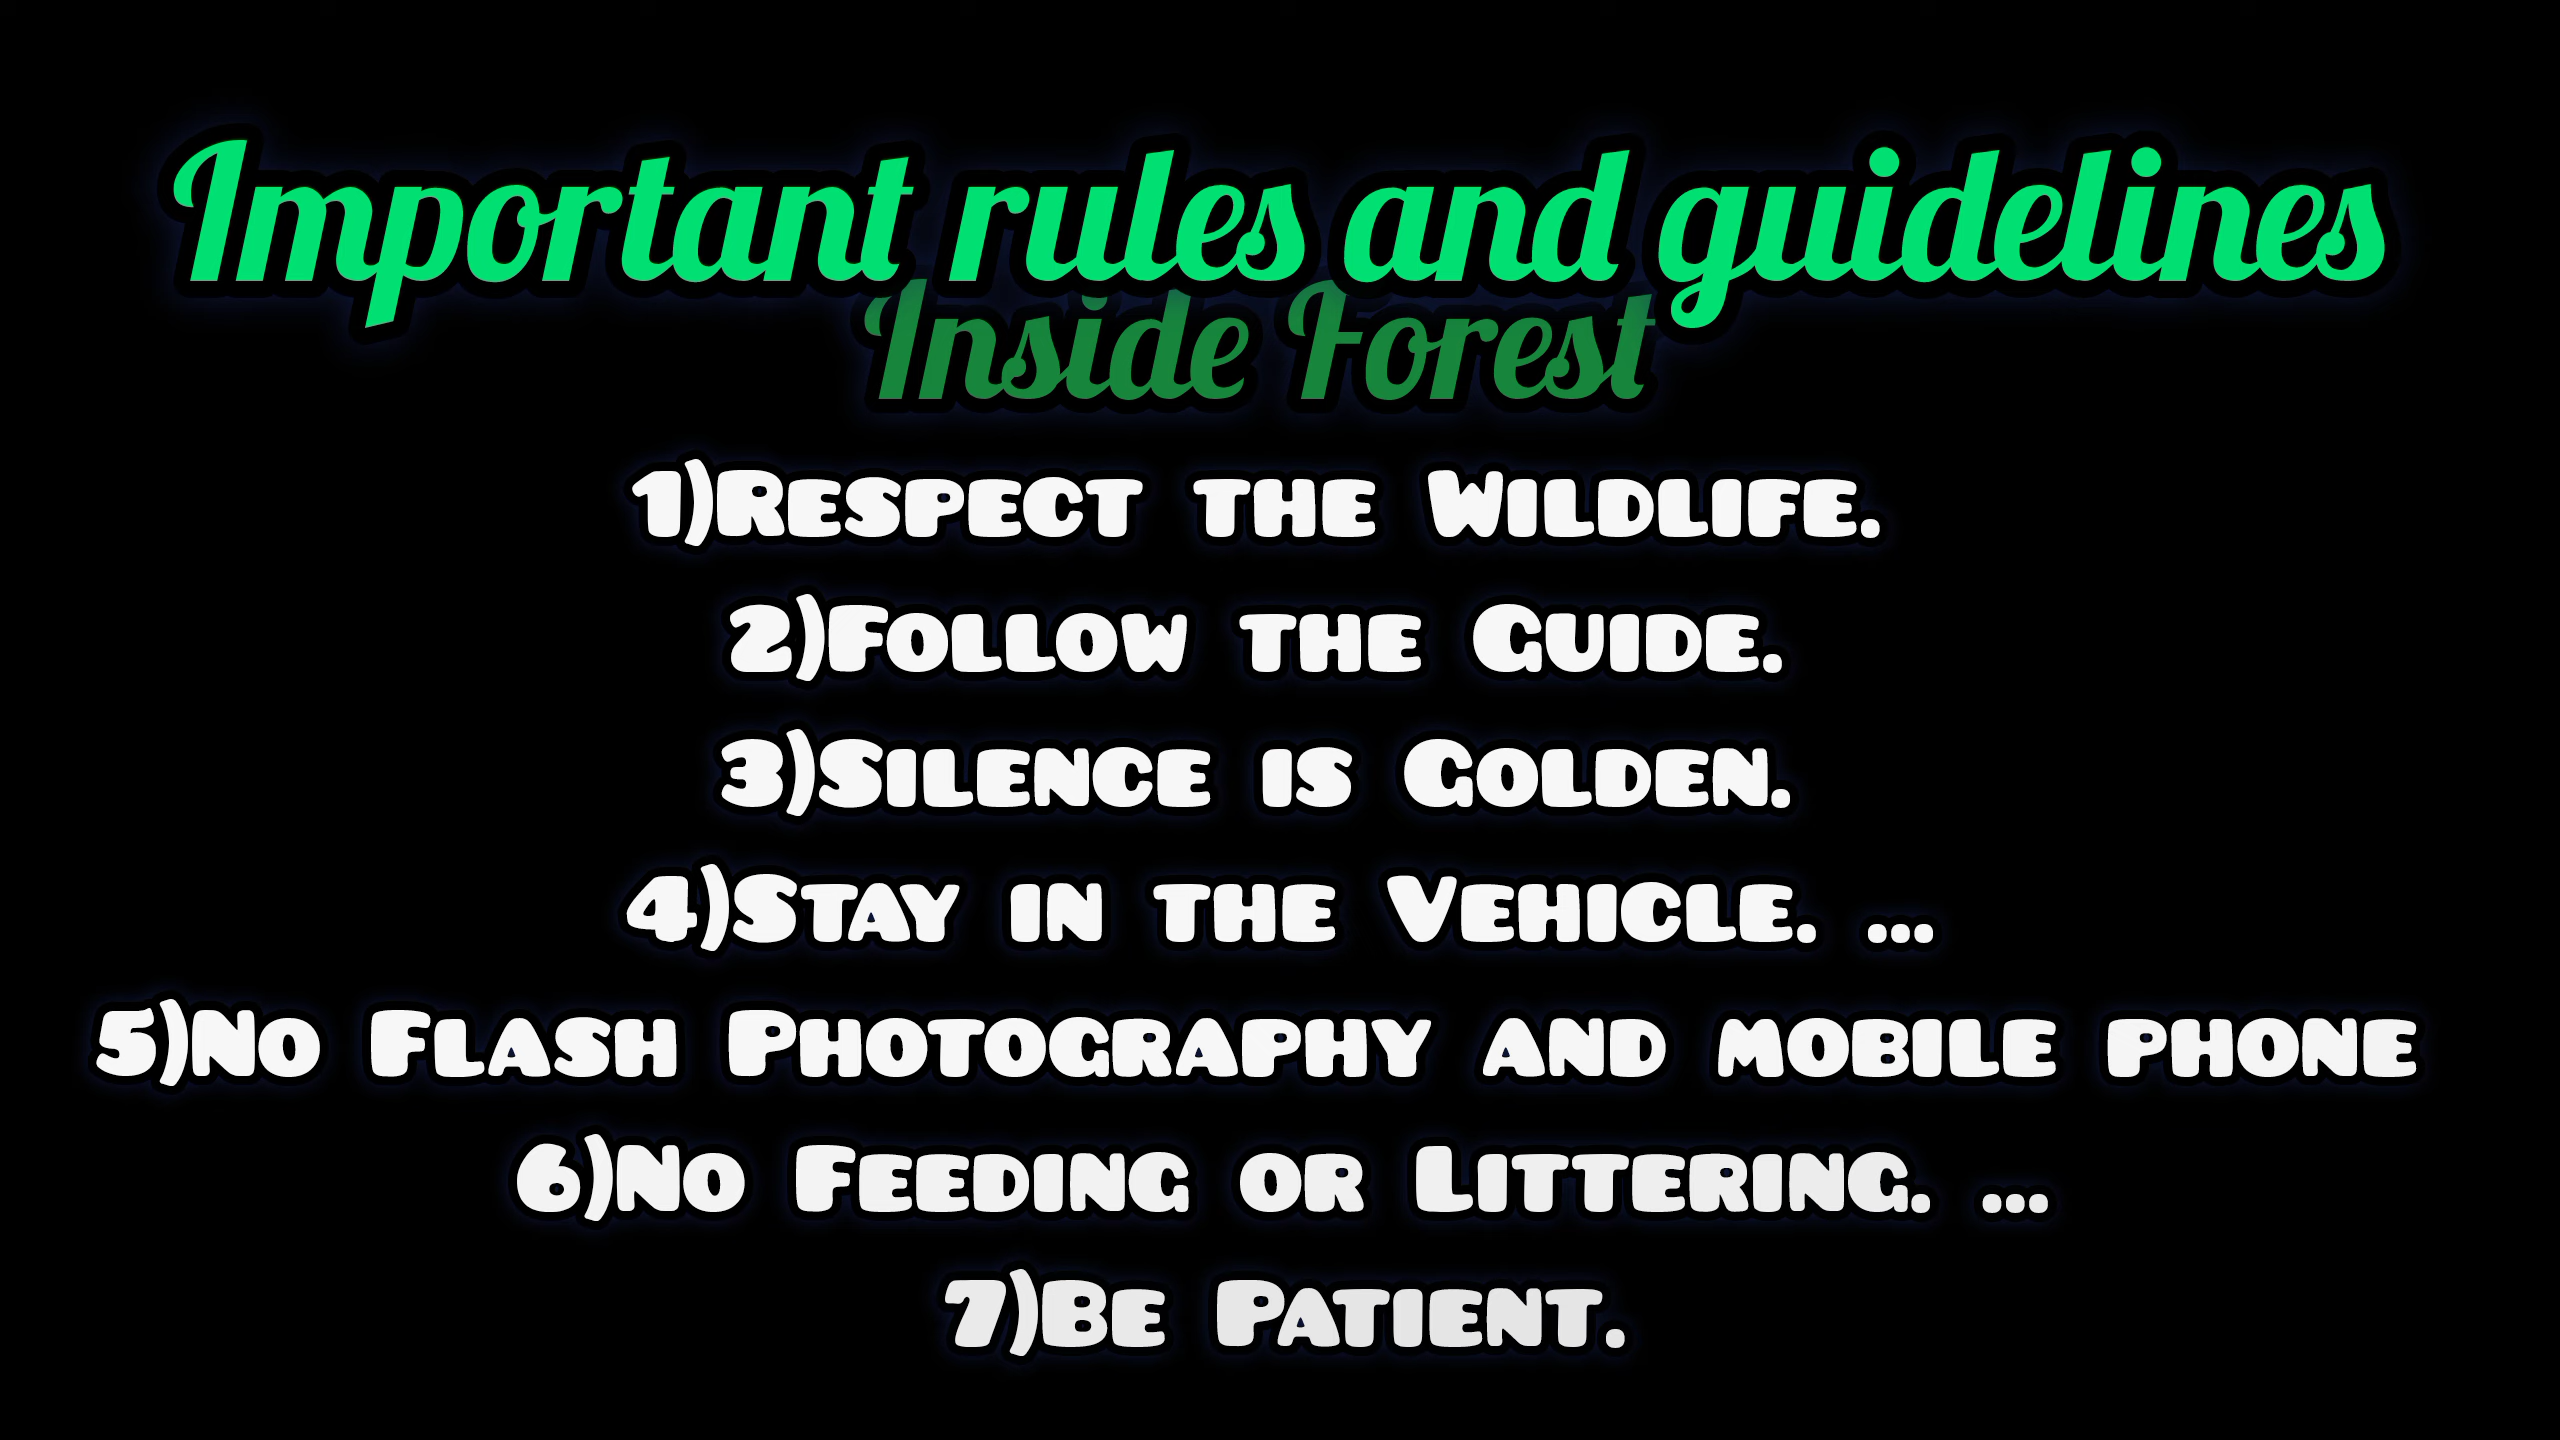 Important rules and guidelines
Inside Forest
1)Respect the Wildlife.
2)Follow the Guide.
3)Silence is Golden.
4)Stay in the Vehicle. ...
5)No Flash Photography and mobile phone
6)No Feeding or Littering. ...
7)Be Patient.